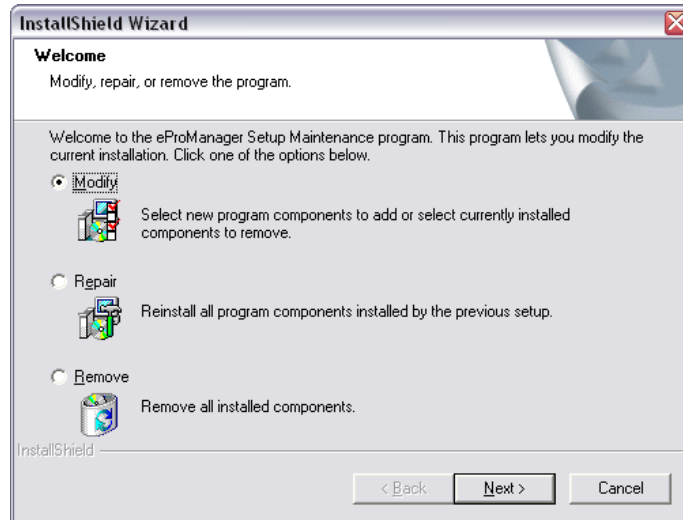 InstallShield Wizard
Welcome
Modify, repair, or remove the program.
Welcome to the eProManager Setup Maintenance program. This program lets you modify the
current installation. Click one of the options below.
Modify
Select new program components to add or select currently installed
components to remove.
Repair
Reinstall all program components installed by the previous setup.
Remove
Remove all installed components.
InstallShield
< Back
Next >
Cancel